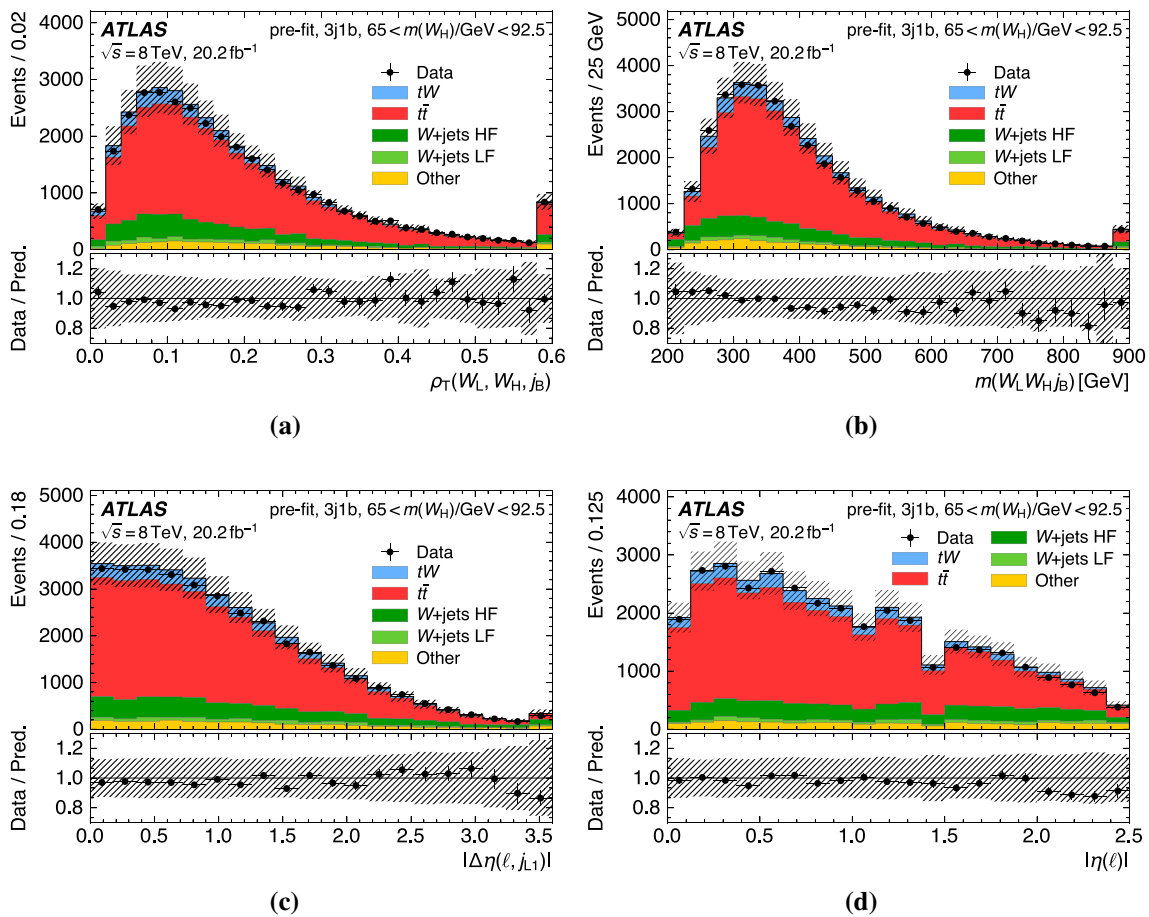 ATLAS pre-fit, 3j1b, 65 < m(W_H)/GeV < 92.5
√s = 8 TeV, 20.2 fb⁻¹
Data
tW
tt̄
W+jets HF
W+jets LF
Other
Events / 0.02
4000
3000
2000
1000
0
Data / Pred.
1.2
1.0
0.8
0.0 0.1 0.2 0.3 0.4 0.5 0.6
ρ_T(W_L, W_H, j_B)
(a)
ATLAS pre-fit, 3j1b, 65 < m(W_H)/GeV < 92.5
√s = 8 TeV, 20.2 fb⁻¹
Data
tW
tt̄
W+jets HF
W+jets LF
Other
Events / 25 GeV
5000
4000
3000
2000
1000
0
Data / Pred.
1.2
1.0
0.8
200 300 400 500 600 700 800 900
m(W_L W_H j_B) [GeV]
(b)
ATLAS pre-fit, 3j1b, 65 < m(W_H)/GeV < 92.5
√s = 8 TeV, 20.2 fb⁻¹
Data
tW
tt̄
W+jets HF
W+jets LF
Other
Events / 0.18
5000
4000
3000
2000
1000
0
Data / Pred.
1.2
1.0
0.8
0.0 0.5 1.0 1.5 2.0 2.5 3.0 3.5
|Δη(ℓ, j_L1)|
(c)
ATLAS pre-fit, 3j1b, 65 < m(W_H)/GeV < 92.5
√s = 8 TeV, 20.2 fb⁻¹
Data
tW
tt̄
W+jets HF
W+jets LF
Other
Events / 0.125
4000
3000
2000
1000
0
Data / Pred.
1.2
1.0
0.8
0.0 0.5 1.0 1.5 2.0 2.5
|η(ℓ)|
(d)